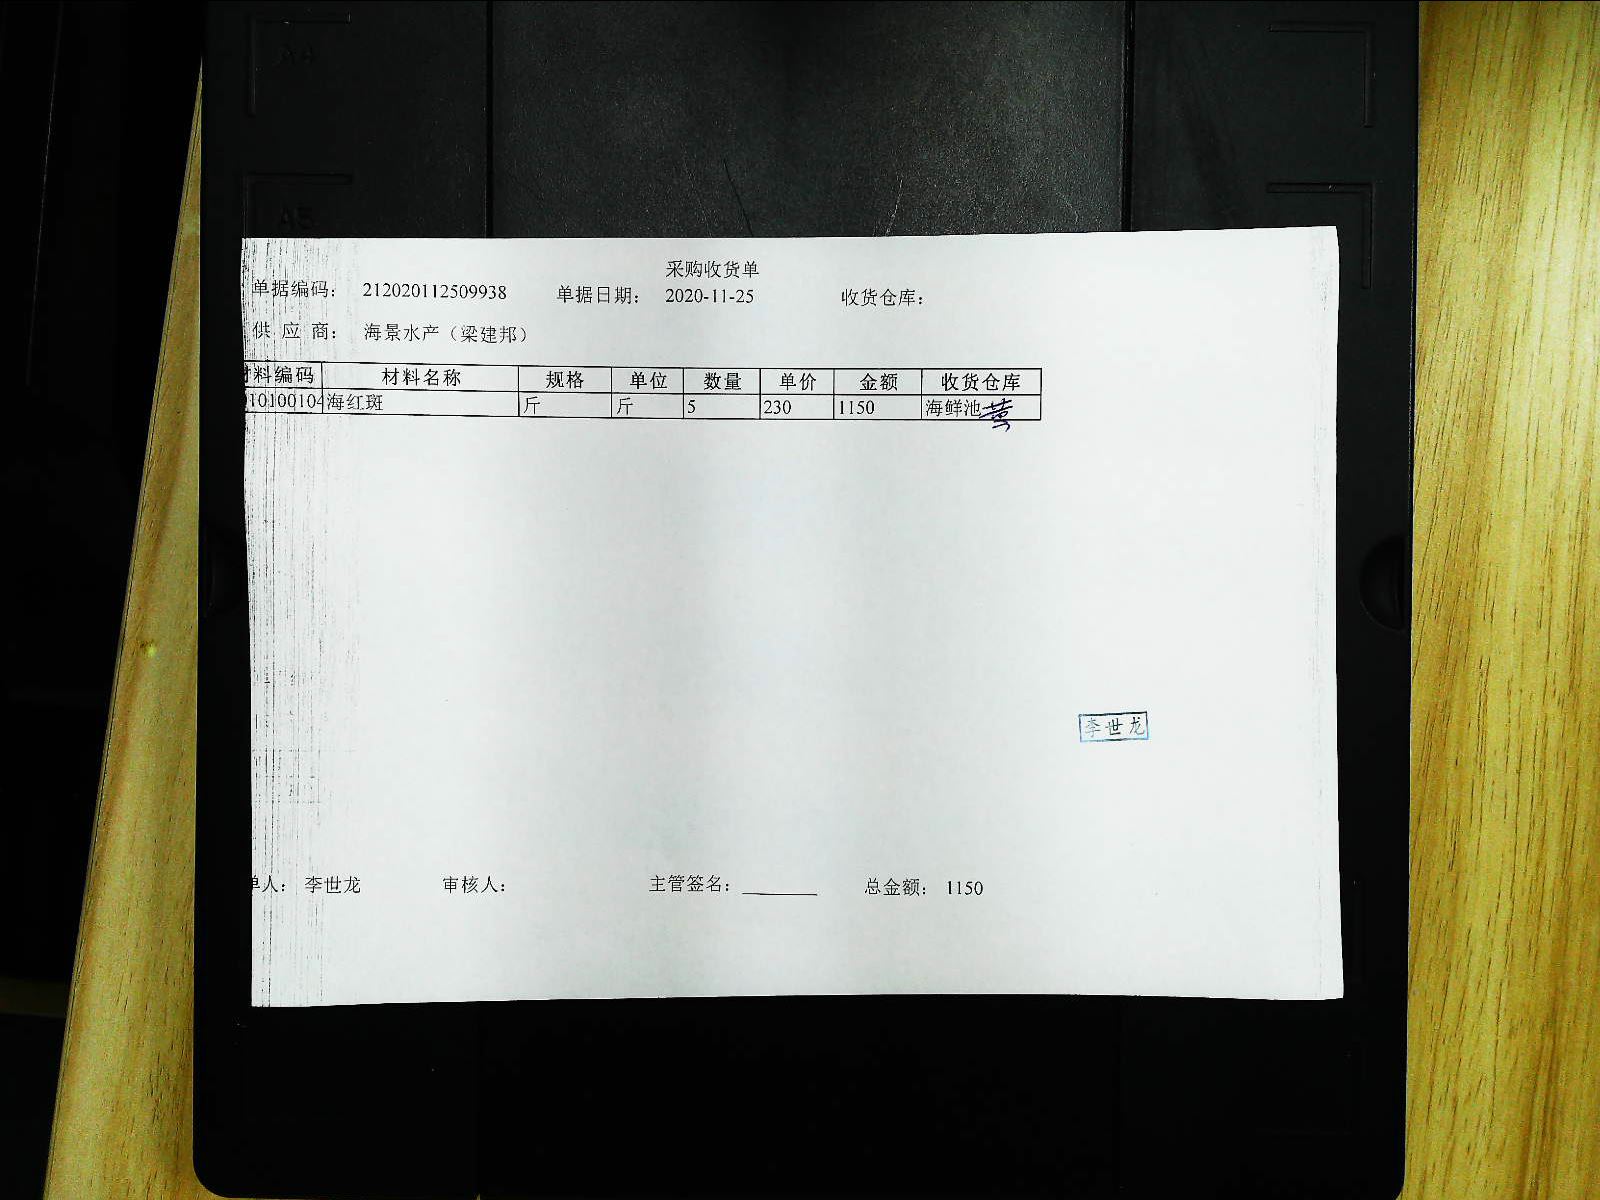 采购收货单
单据编码： 212020112509938 单据日期： 2020-11-25 收货仓库：
供 应 商： 海景水产（梁建邦）
材料编码 材料名称 规格 单位 数量 单价 金额 收货仓库
10100104 海红斑 斤 斤 5 230 1150 海鲜池
李世龙
单人： 李世龙 审核人： 主管签名： 总金额： 1150